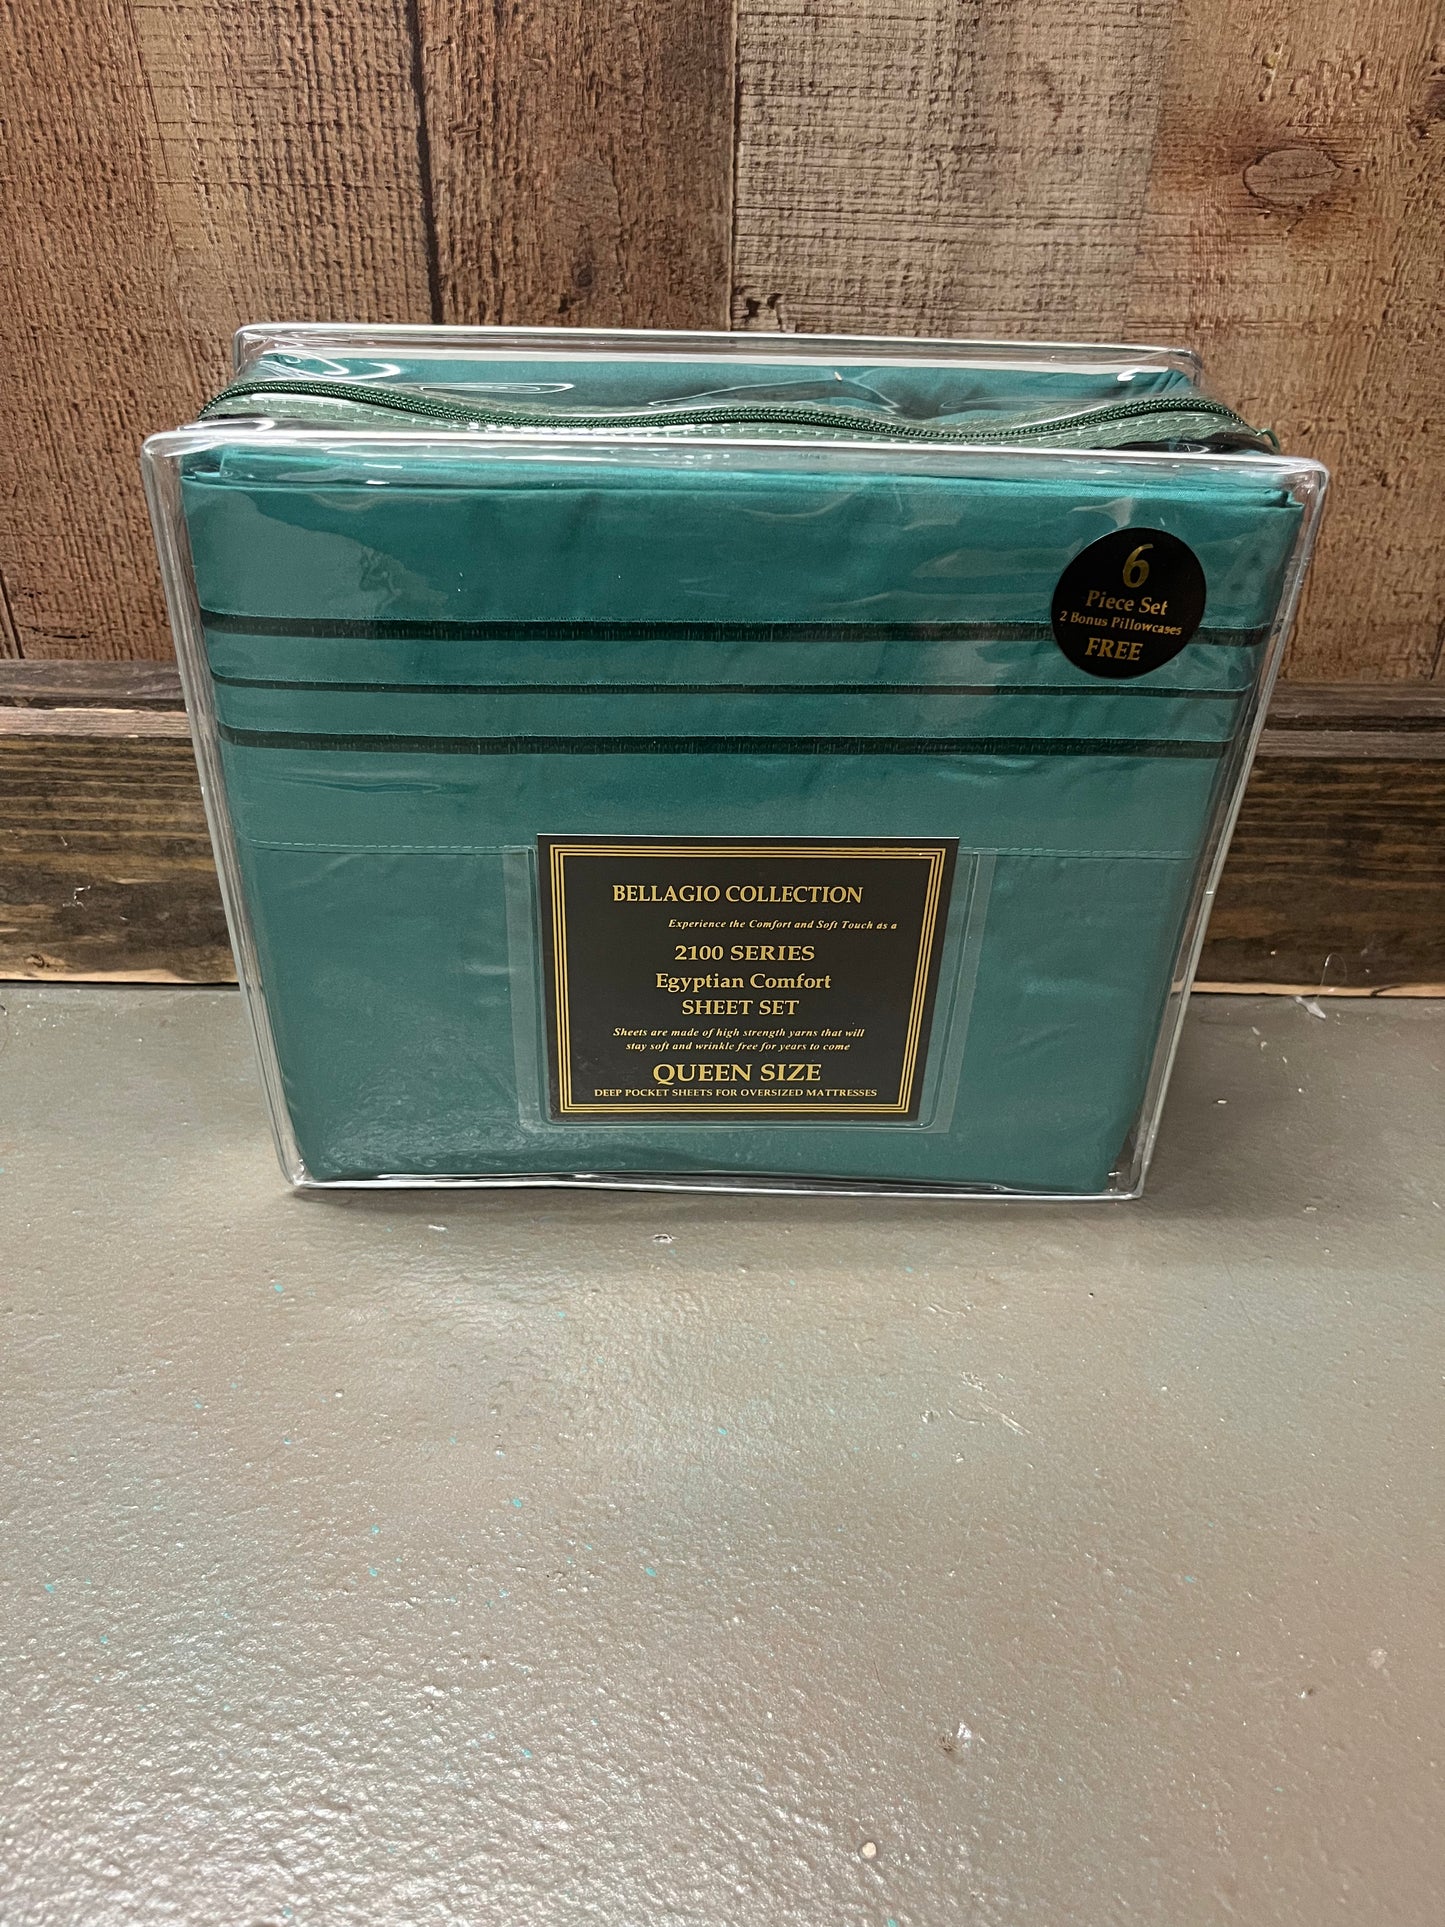 6
Piece Set
2 Bonus Pillowcases
FREE
BELLAGIO COLLECTION
Experience the Comfort and Soft Touch as a
2100 SERIES
Egyptian Comfort
SHEET SET
Sheets are made of high strength yarns that will
stay soft and wrinkle free for years to come
QUEEN SIZE
DEEP POCKET SHEETS FOR OVERSIZED MATTRESSES